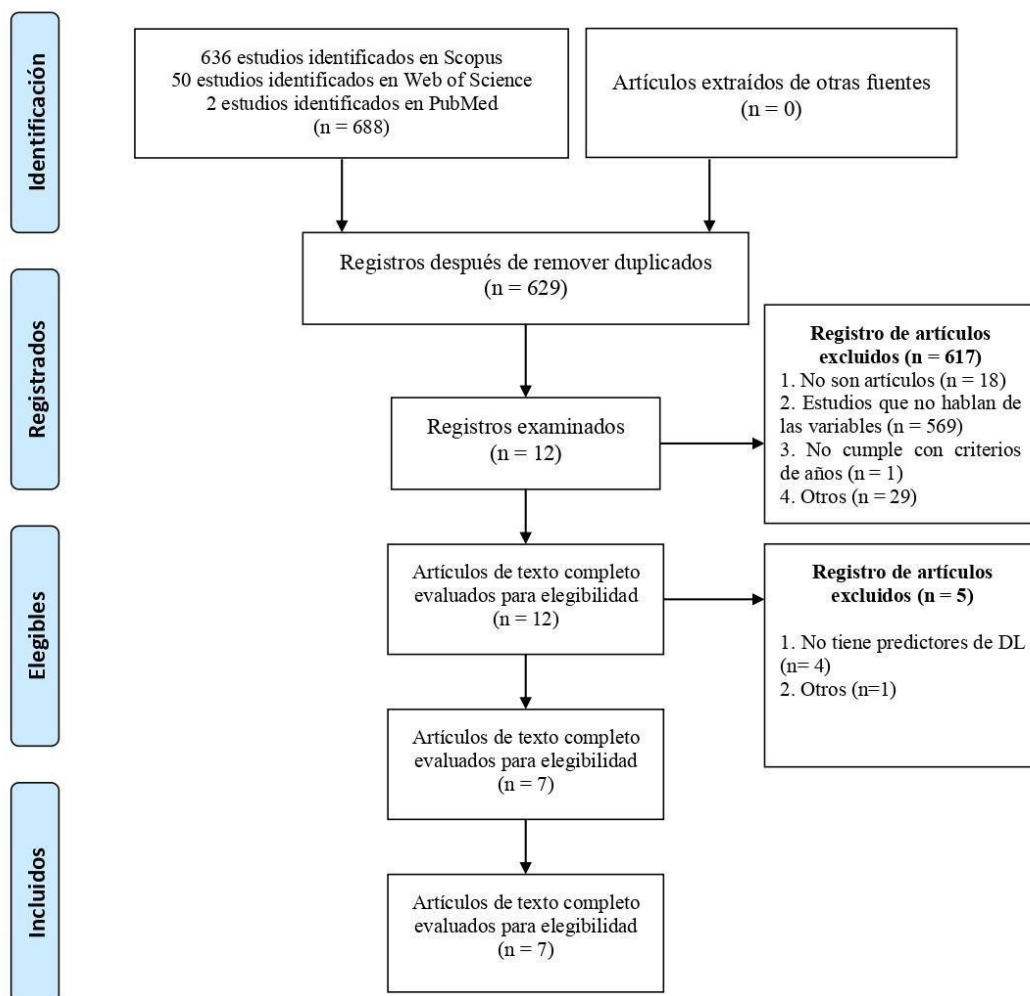 Identificación
636 estudios identificados en Scopus
50 estudios identificados en Web of Science
2 estudios identificados en PubMed
(n = 688)
Artículos extraídos de otras fuentes
(n = 0)
Registros después de remover duplicados
(n = 629)
Registrados
Registros examinados
(n = 12)
Registro de artículos
excluidos (n = 617)
1. No son artículos (n = 18)
2. Estudios que no hablan de
las variables (n = 569)
3. No cumple con criterios
de años (n = 1)
4. Otros (n = 29)
Elegibles
Artículos de texto completo
evaluados para elegibilidad
(n = 12)
Registro de artículos
excluidos (n = 5)
1. No tiene predictores de DL
(n= 4)
2. Otros (n=1)
Artículos de texto completo
evaluados para elegibilidad
(n = 7)
Incluidos
Artículos de texto completo
evaluados para elegibilidad
(n = 7)